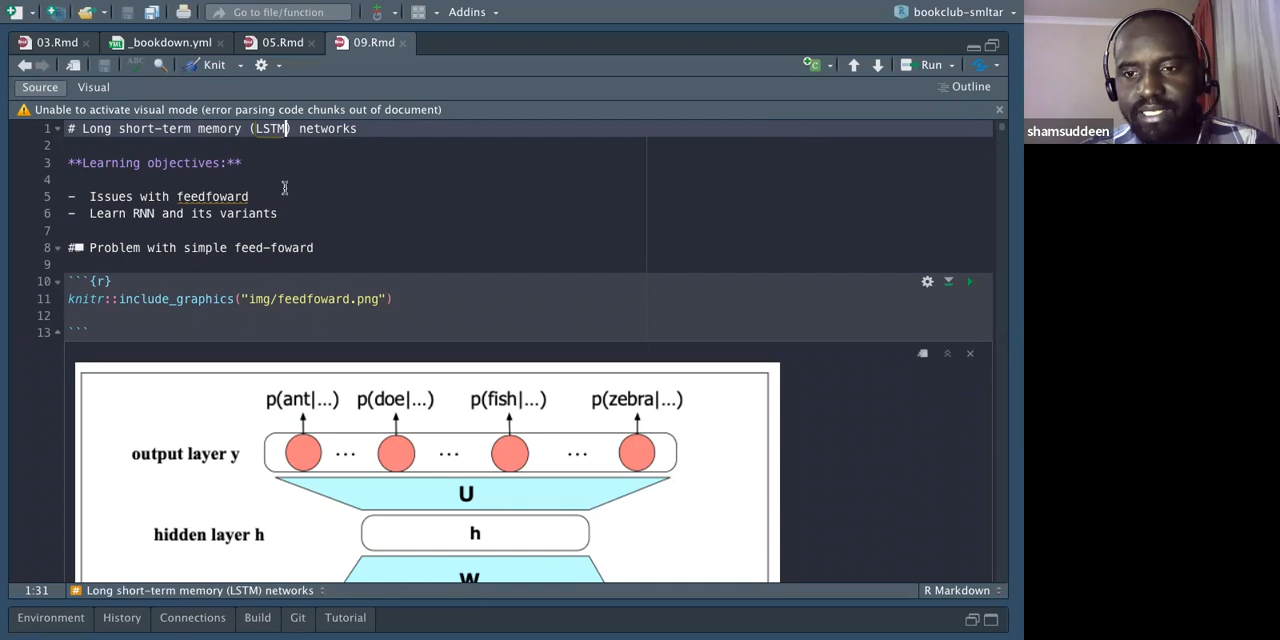 Go to file/function
Addins
bookclub-smltar
03.Rmd
_bookdown.yml
05.Rmd
09.Rmd
ABC
Knit
Run
Source
Visual
Outline
Unable to activate visual mode (error parsing code chunks out of document)
1 # Long short-term memory (LSTM) networks
2
3 **Learning objectives:**
4
5 - Issues with feedfoward
6 - Learn RNN and its variants
7
8 ## Problem with simple feed-foward
9
10 ```{r}
11 knitr::include_graphics("img/feedfoward.png")
12
13 ```
p(ant|...) p(doe|...) p(fish|...) p(zebra|...)
output layer y
... ... ...
U
hidden layer h
h
W
1:31
# Long short-term memory (LSTM) networks
R Markdown
Environment
History
Connections
Build
Git
Tutorial
shamsuddeen